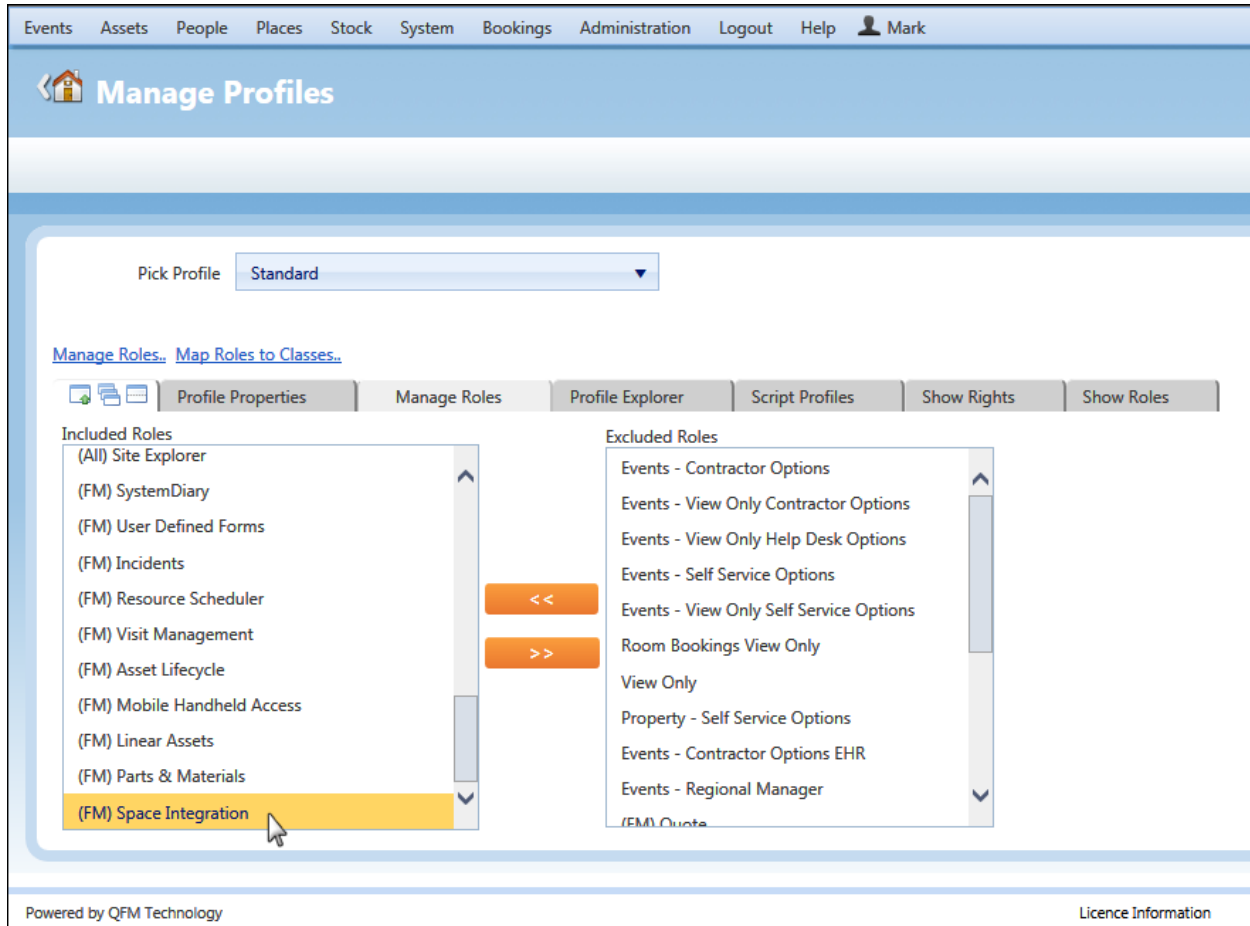 Events Assets People Places Stock System Bookings Administration Logout Help Mark
Manage Profiles
Pick Profile Standard
Manage Roles.. Map Roles to Classes..
Profile Properties Manage Roles Profile Explorer Script Profiles Show Rights Show Roles
Included Roles
(All) Site Explorer
(FM) SystemDiary
(FM) User Defined Forms
(FM) Incidents
(FM) Resource Scheduler
(FM) Visit Management
(FM) Asset Lifecycle
(FM) Mobile Handheld Access
(FM) Linear Assets
(FM) Parts & Materials
(FM) Space Integration
<<
>>
Excluded Roles
Events - Contractor Options
Events - View Only Contractor Options
Events - View Only Help Desk Options
Events - Self Service Options
Events - View Only Self Service Options
Room Bookings View Only
View Only
Property - Self Service Options
Events - Contractor Options EHR
Events - Regional Manager
(FM) Quote
Powered by QFM Technology
Licence Information